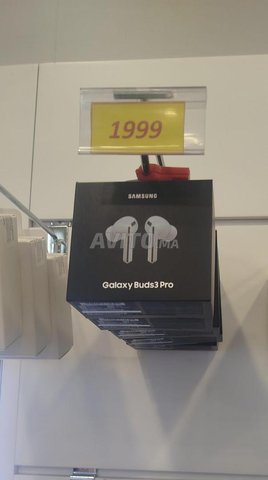 1999
SAMSUNG
AVITO.MA
Galaxy Buds3 Pro